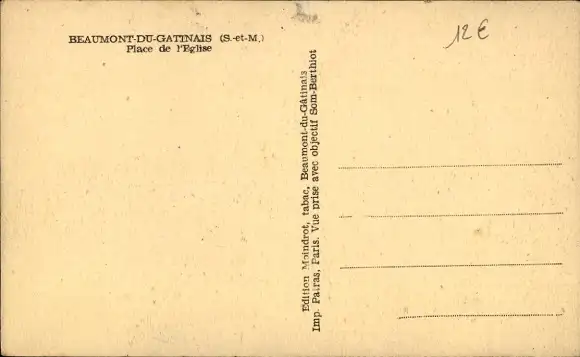 BEAUMONT-DU-GATINAIS (S.-et-M.)
Place de l'Eglise
12€
Edition Moindrot, tabac, Beaumont-du-Gâtinais
Imp. Patras, Paris. Vue prise avec objectif Som-Berthiot